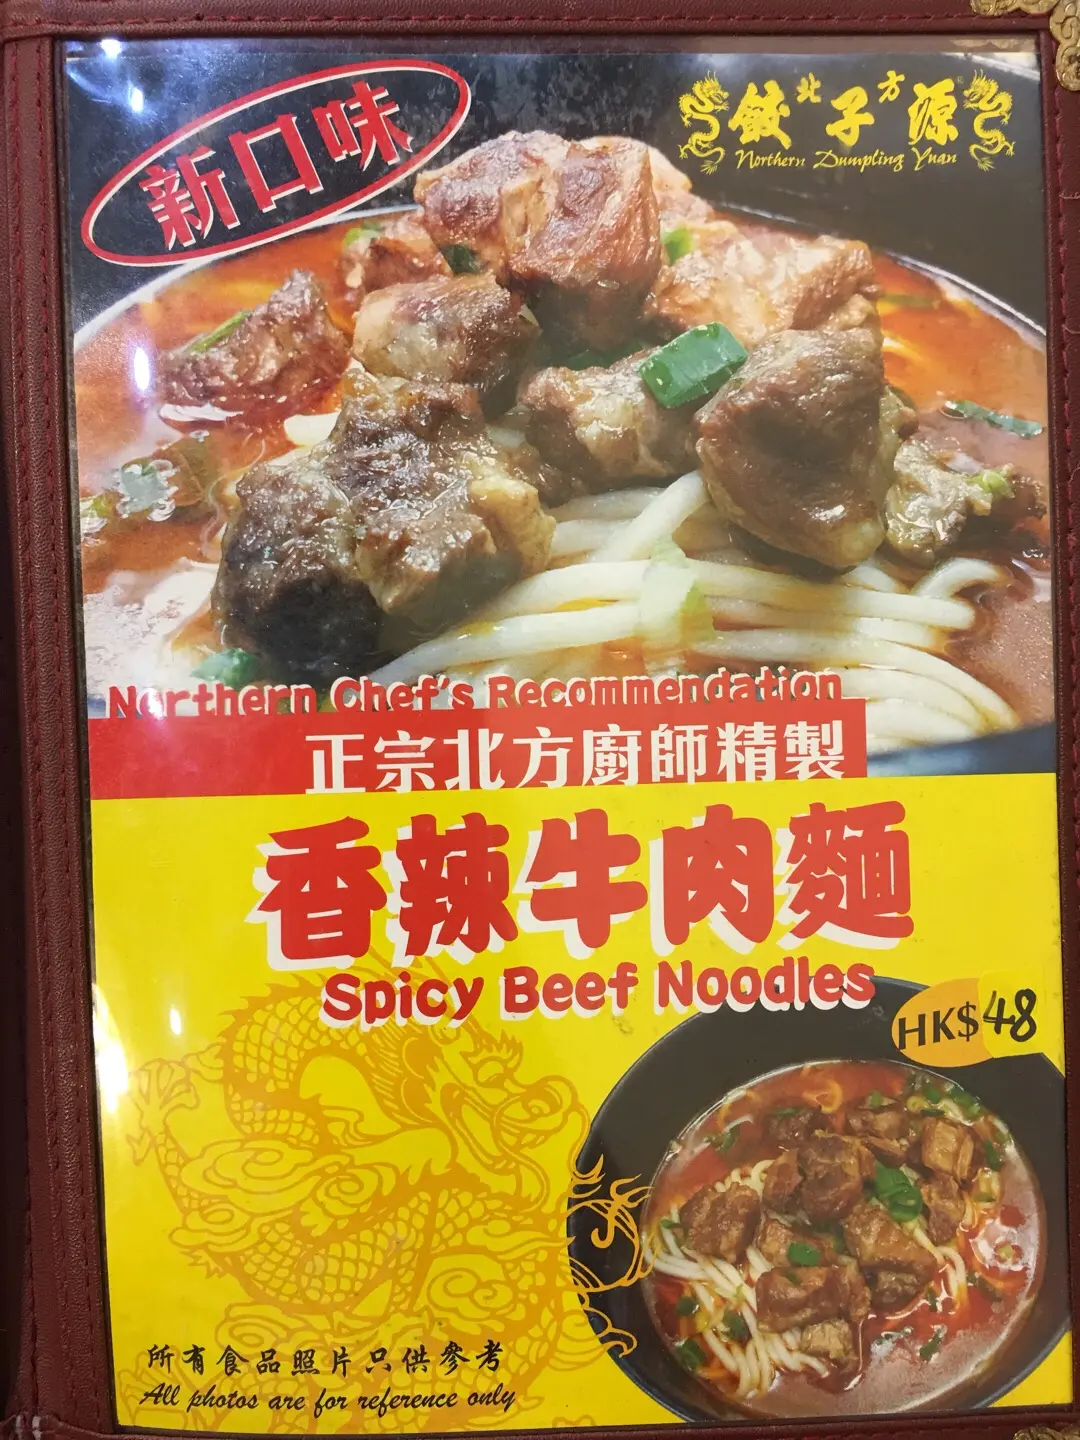 新口味
北方
餃子源
Northern Dumpling Yuan
Northern Chef's Recommendation
正宗北方廚師精製
香辣牛肉麵
Spicy Beef Noodles
HK$48
所有食品照片只供參考
All photos are for reference only